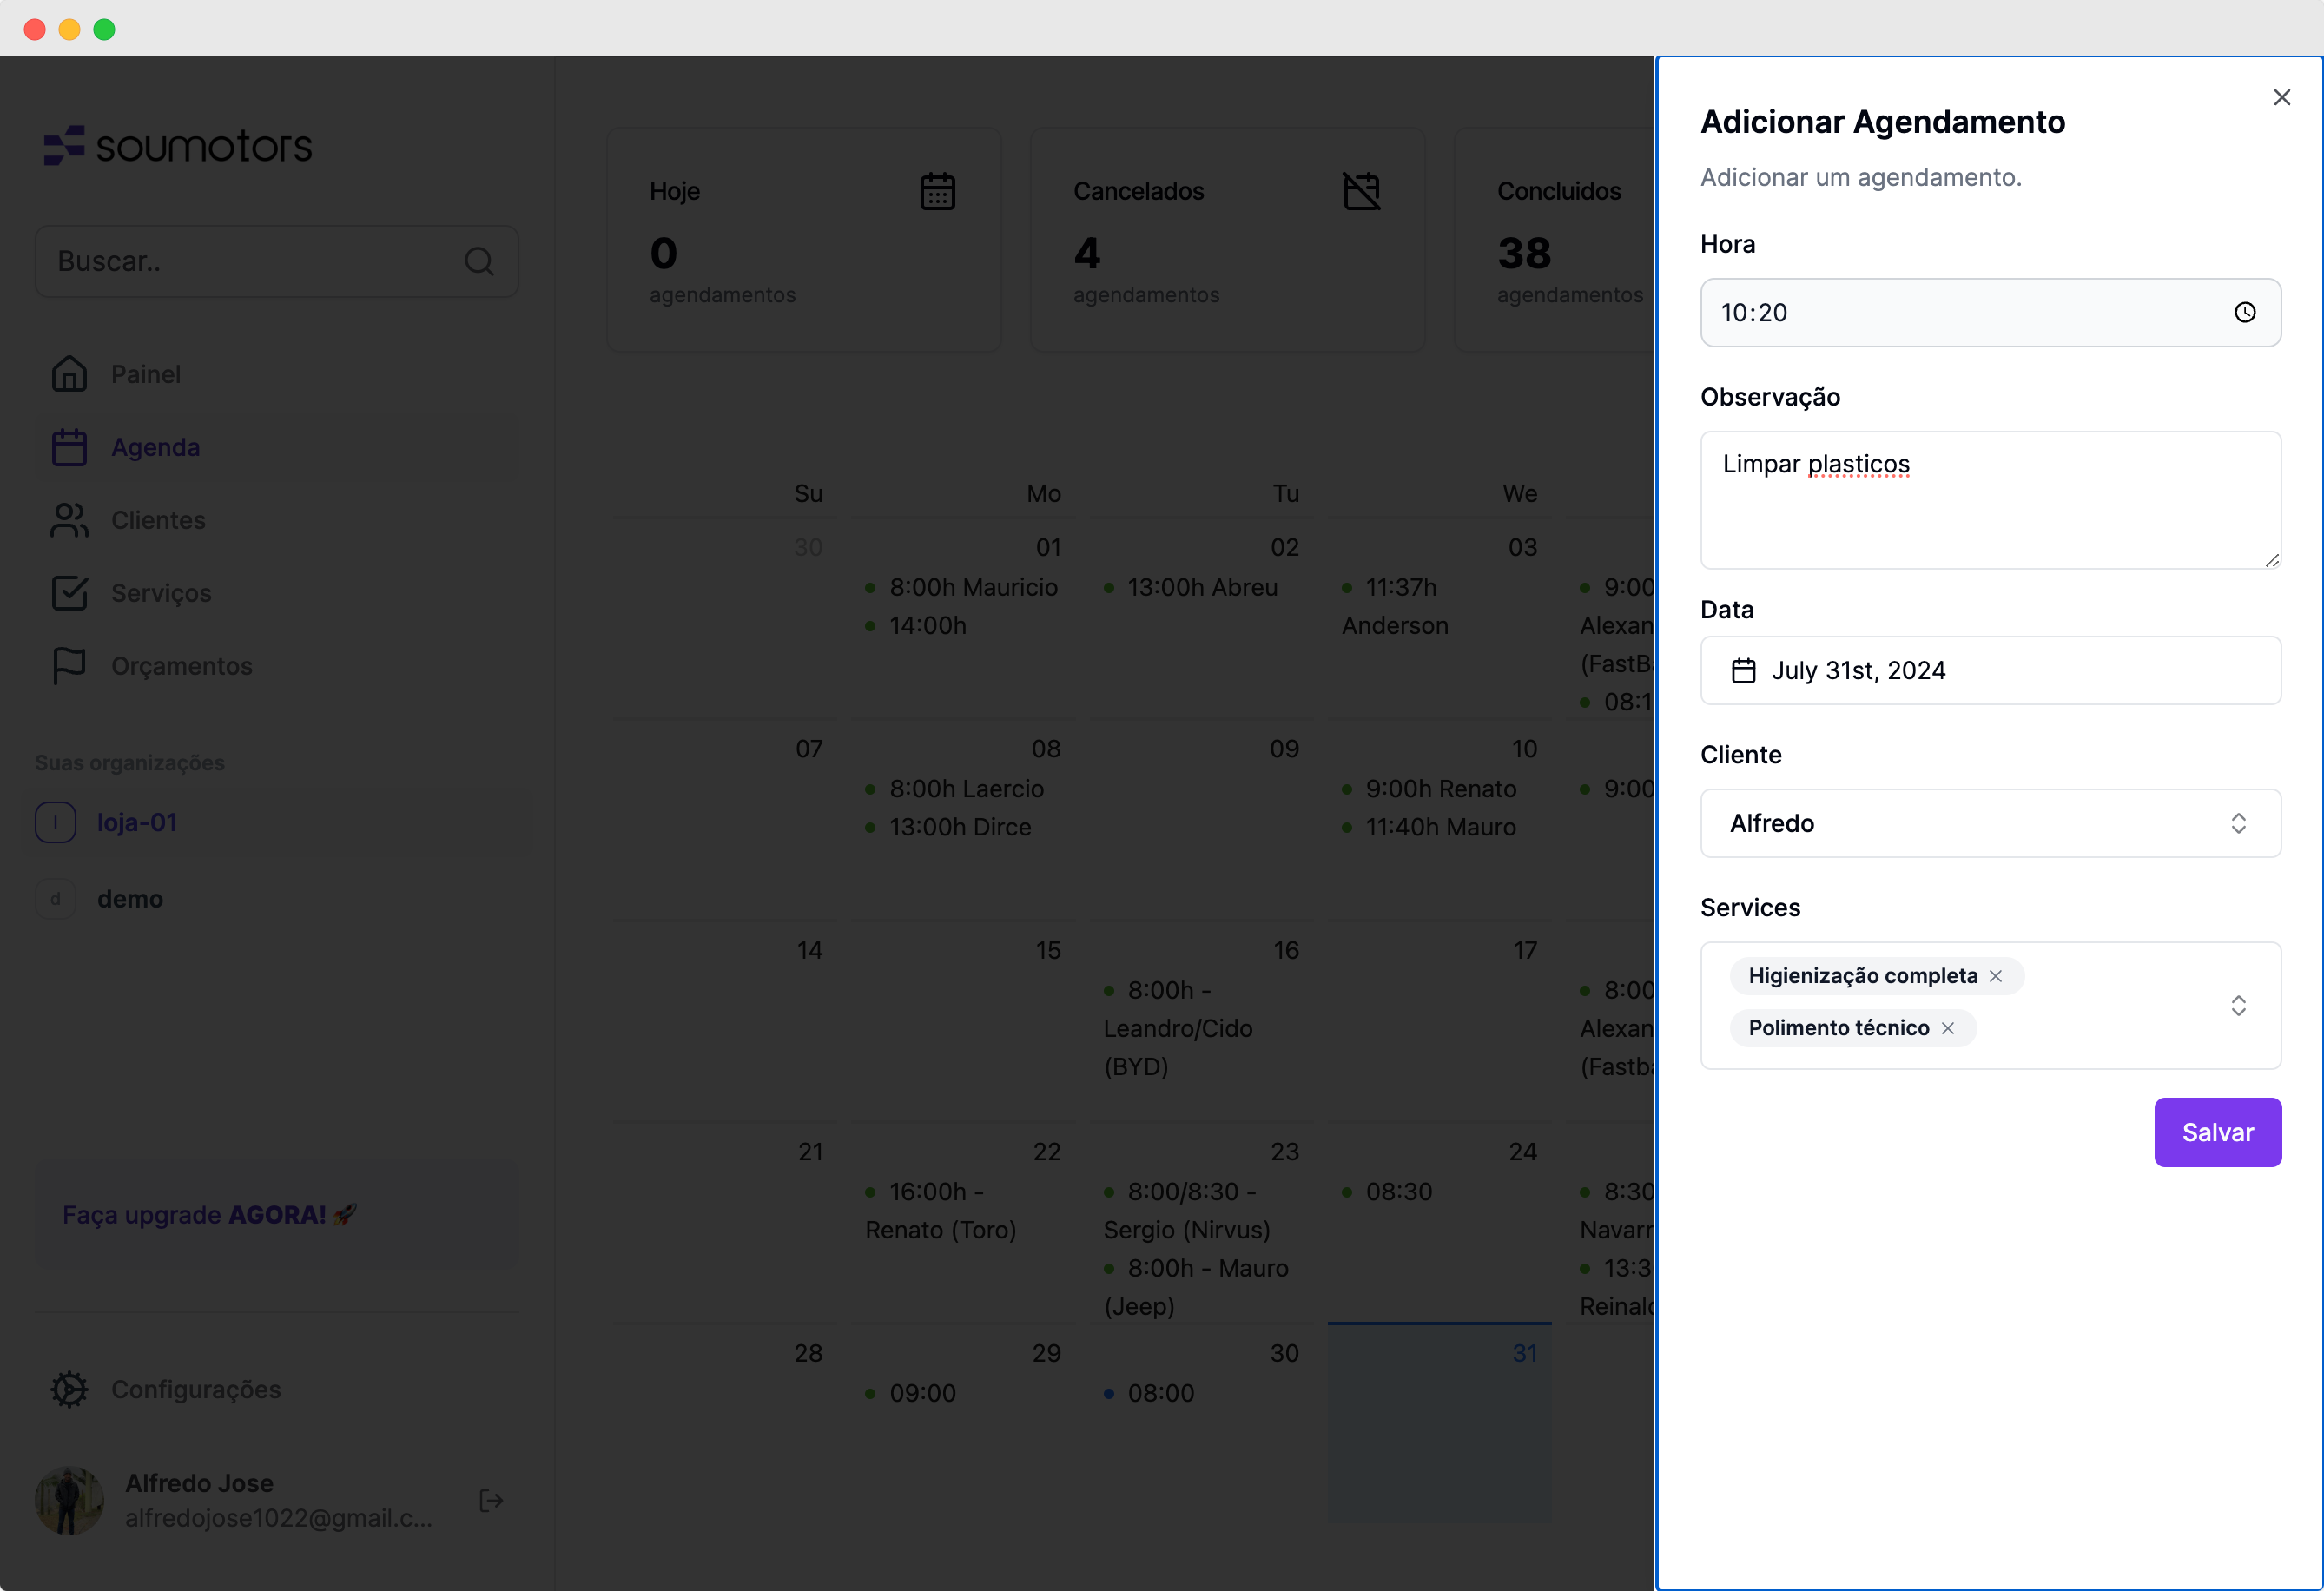 soumotors
Buscar..
Painel
Agenda
Clientes
Serviços
Orçamentos
Suas organizações
l
loja-01
d
demo
Faça upgrade AGORA! 🚀
Configurações
Alfredo Jose
alfredojose1022@gmail.c...
Hoje
0
agendamentos
Cancelados
4
agendamentos
Concluidos
38
agendamentos
Su Mo Tu We
30 01 02 03
8:00h Mauricio
14:00h
13:00h Abreu
11:37h
Anderson
9:00
Alexan
(FastBa
08:1
07 08 09 10
8:00h Laercio
13:00h Dirce
9:00h Renato
11:40h Mauro
9:00
14 15 16 17
8:00h -
Leandro/Cido
(BYD)
8:00
Alexan
(Fastba
21 22 23 24
16:00h -
Renato (Toro)
8:00/8:30 -
Sergio (Nirvus)
8:00h - Mauro
(Jeep)
08:30
8:30
Navarr
13:3
Reinald
28 29 30 31
09:00
08:00
Adicionar Agendamento
Adicionar um agendamento.
Hora
10:20
Observação
Limpar plasticos
Data
July 31st, 2024
Cliente
Alfredo
Services
Higienização completa
Polimento técnico
Salvar